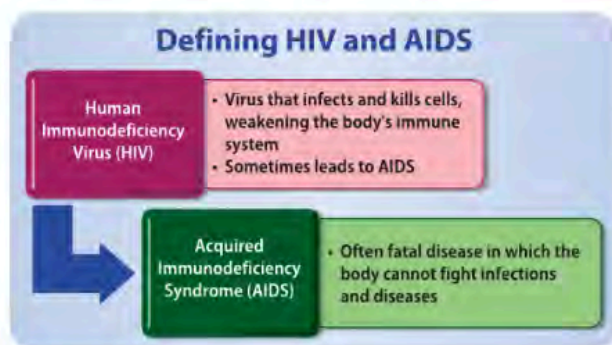 Defining HIV and AIDS
Human
Immunodeficiency
Virus (HIV)
• Virus that infects and kills cells,
weakening the body's immune
system
• Sometimes leads to AIDS
Acquired
Immunodeficiency
Syndrome (AIDS)
• Often fatal disease in which the
body cannot fight infections
and diseases